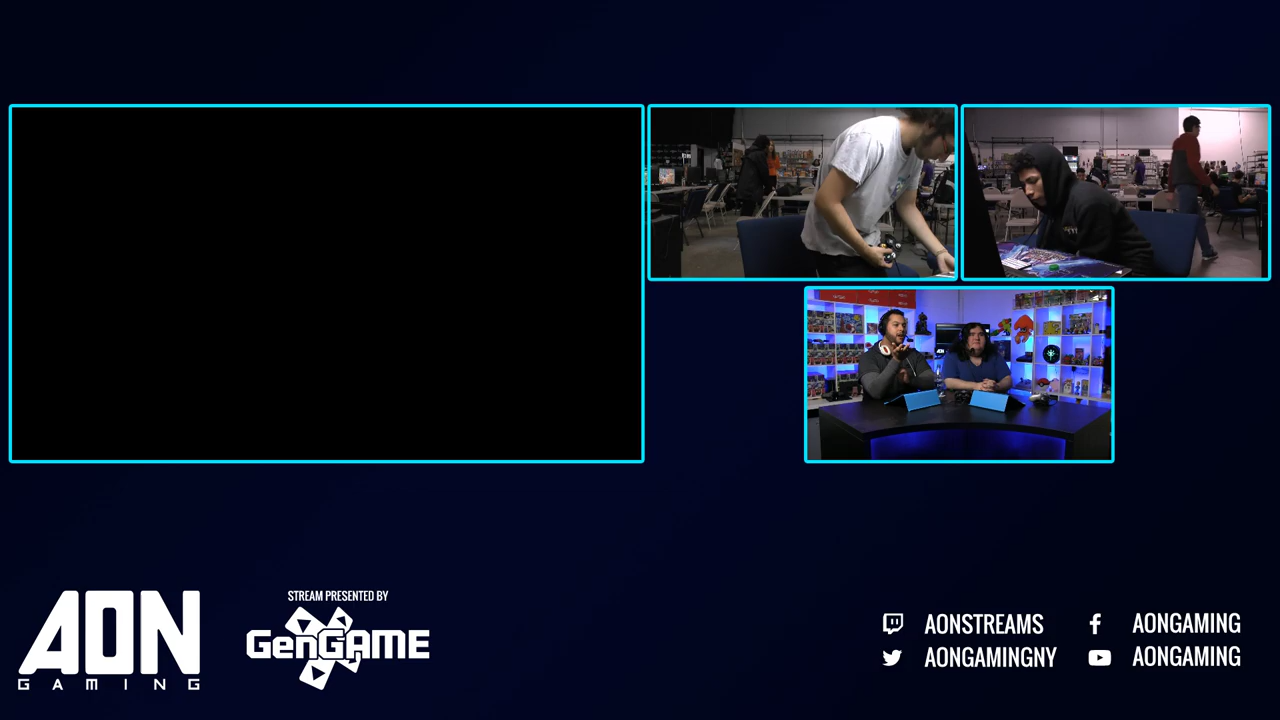 AON
GAMING
STREAM PRESENTED BY
GenGAME
AONSTREAMS
AONGAMING
AONGAMINGNY
AONGAMING